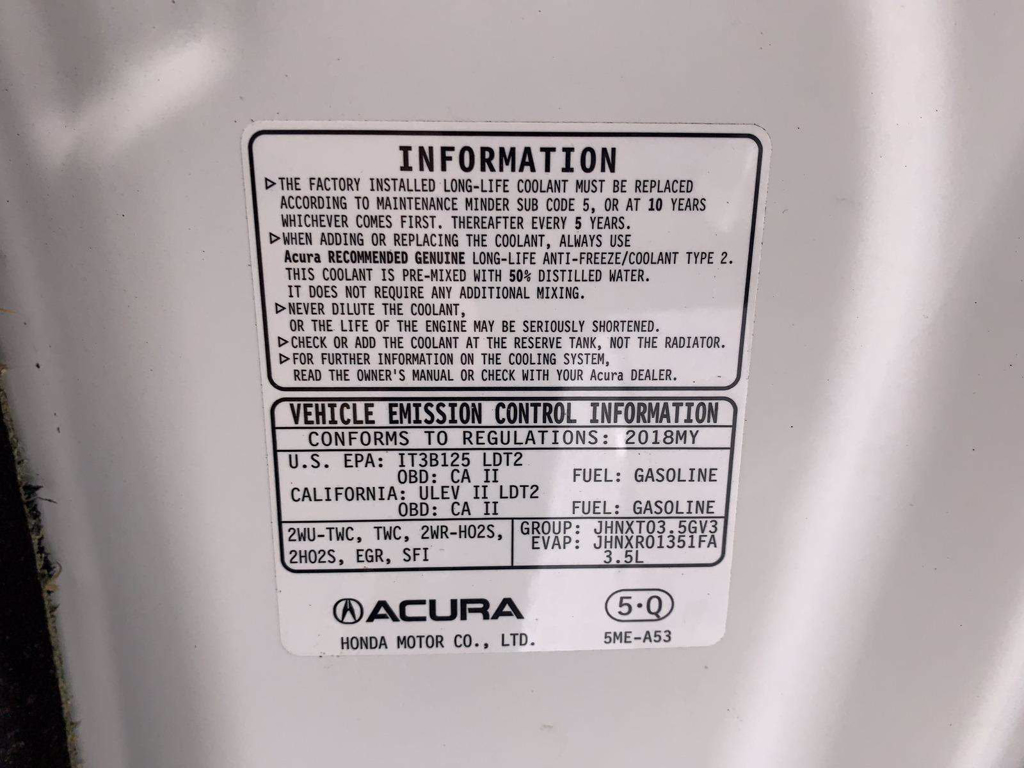 INFORMATION
▷THE FACTORY INSTALLED LONG-LIFE COOLANT MUST BE REPLACED
ACCORDING TO MAINTENANCE MINDER SUB CODE 5, OR AT 10 YEARS
WHICHEVER COMES FIRST. THEREAFTER EVERY 5 YEARS.
▷WHEN ADDING OR REPLACING THE COOLANT, ALWAYS USE
Acura RECOMMENDED GENUINE LONG-LIFE ANTI-FREEZE/COOLANT TYPE 2.
THIS COOLANT IS PRE-MIXED WITH 50% DISTILLED WATER.
IT DOES NOT REQUIRE ANY ADDITIONAL MIXING.
▷NEVER DILUTE THE COOLANT,
OR THE LIFE OF THE ENGINE MAY BE SERIOUSLY SHORTENED.
▷CHECK OR ADD THE COOLANT AT THE RESERVE TANK, NOT THE RADIATOR.
▷FOR FURTHER INFORMATION ON THE COOLING SYSTEM,
READ THE OWNER'S MANUAL OR CHECK WITH YOUR Acura DEALER.
VEHICLE EMISSION CONTROL INFORMATION
CONFORMS TO REGULATIONS: 2018MY
U.S. EPA: IT3B125 LDT2
OBD: CA II FUEL: GASOLINE
CALIFORNIA: ULEV II LDT2
OBD: CA II FUEL: GASOLINE
2WU-TWC, TWC, 2WR-HO2S,
2HO2S, EGR, SFI
GROUP: JHNXT03.5GV3
EVAP: JHNXR01351FA
3.5L
ACURA
HONDA MOTOR CO., LTD.
5·Q
5ME-A53